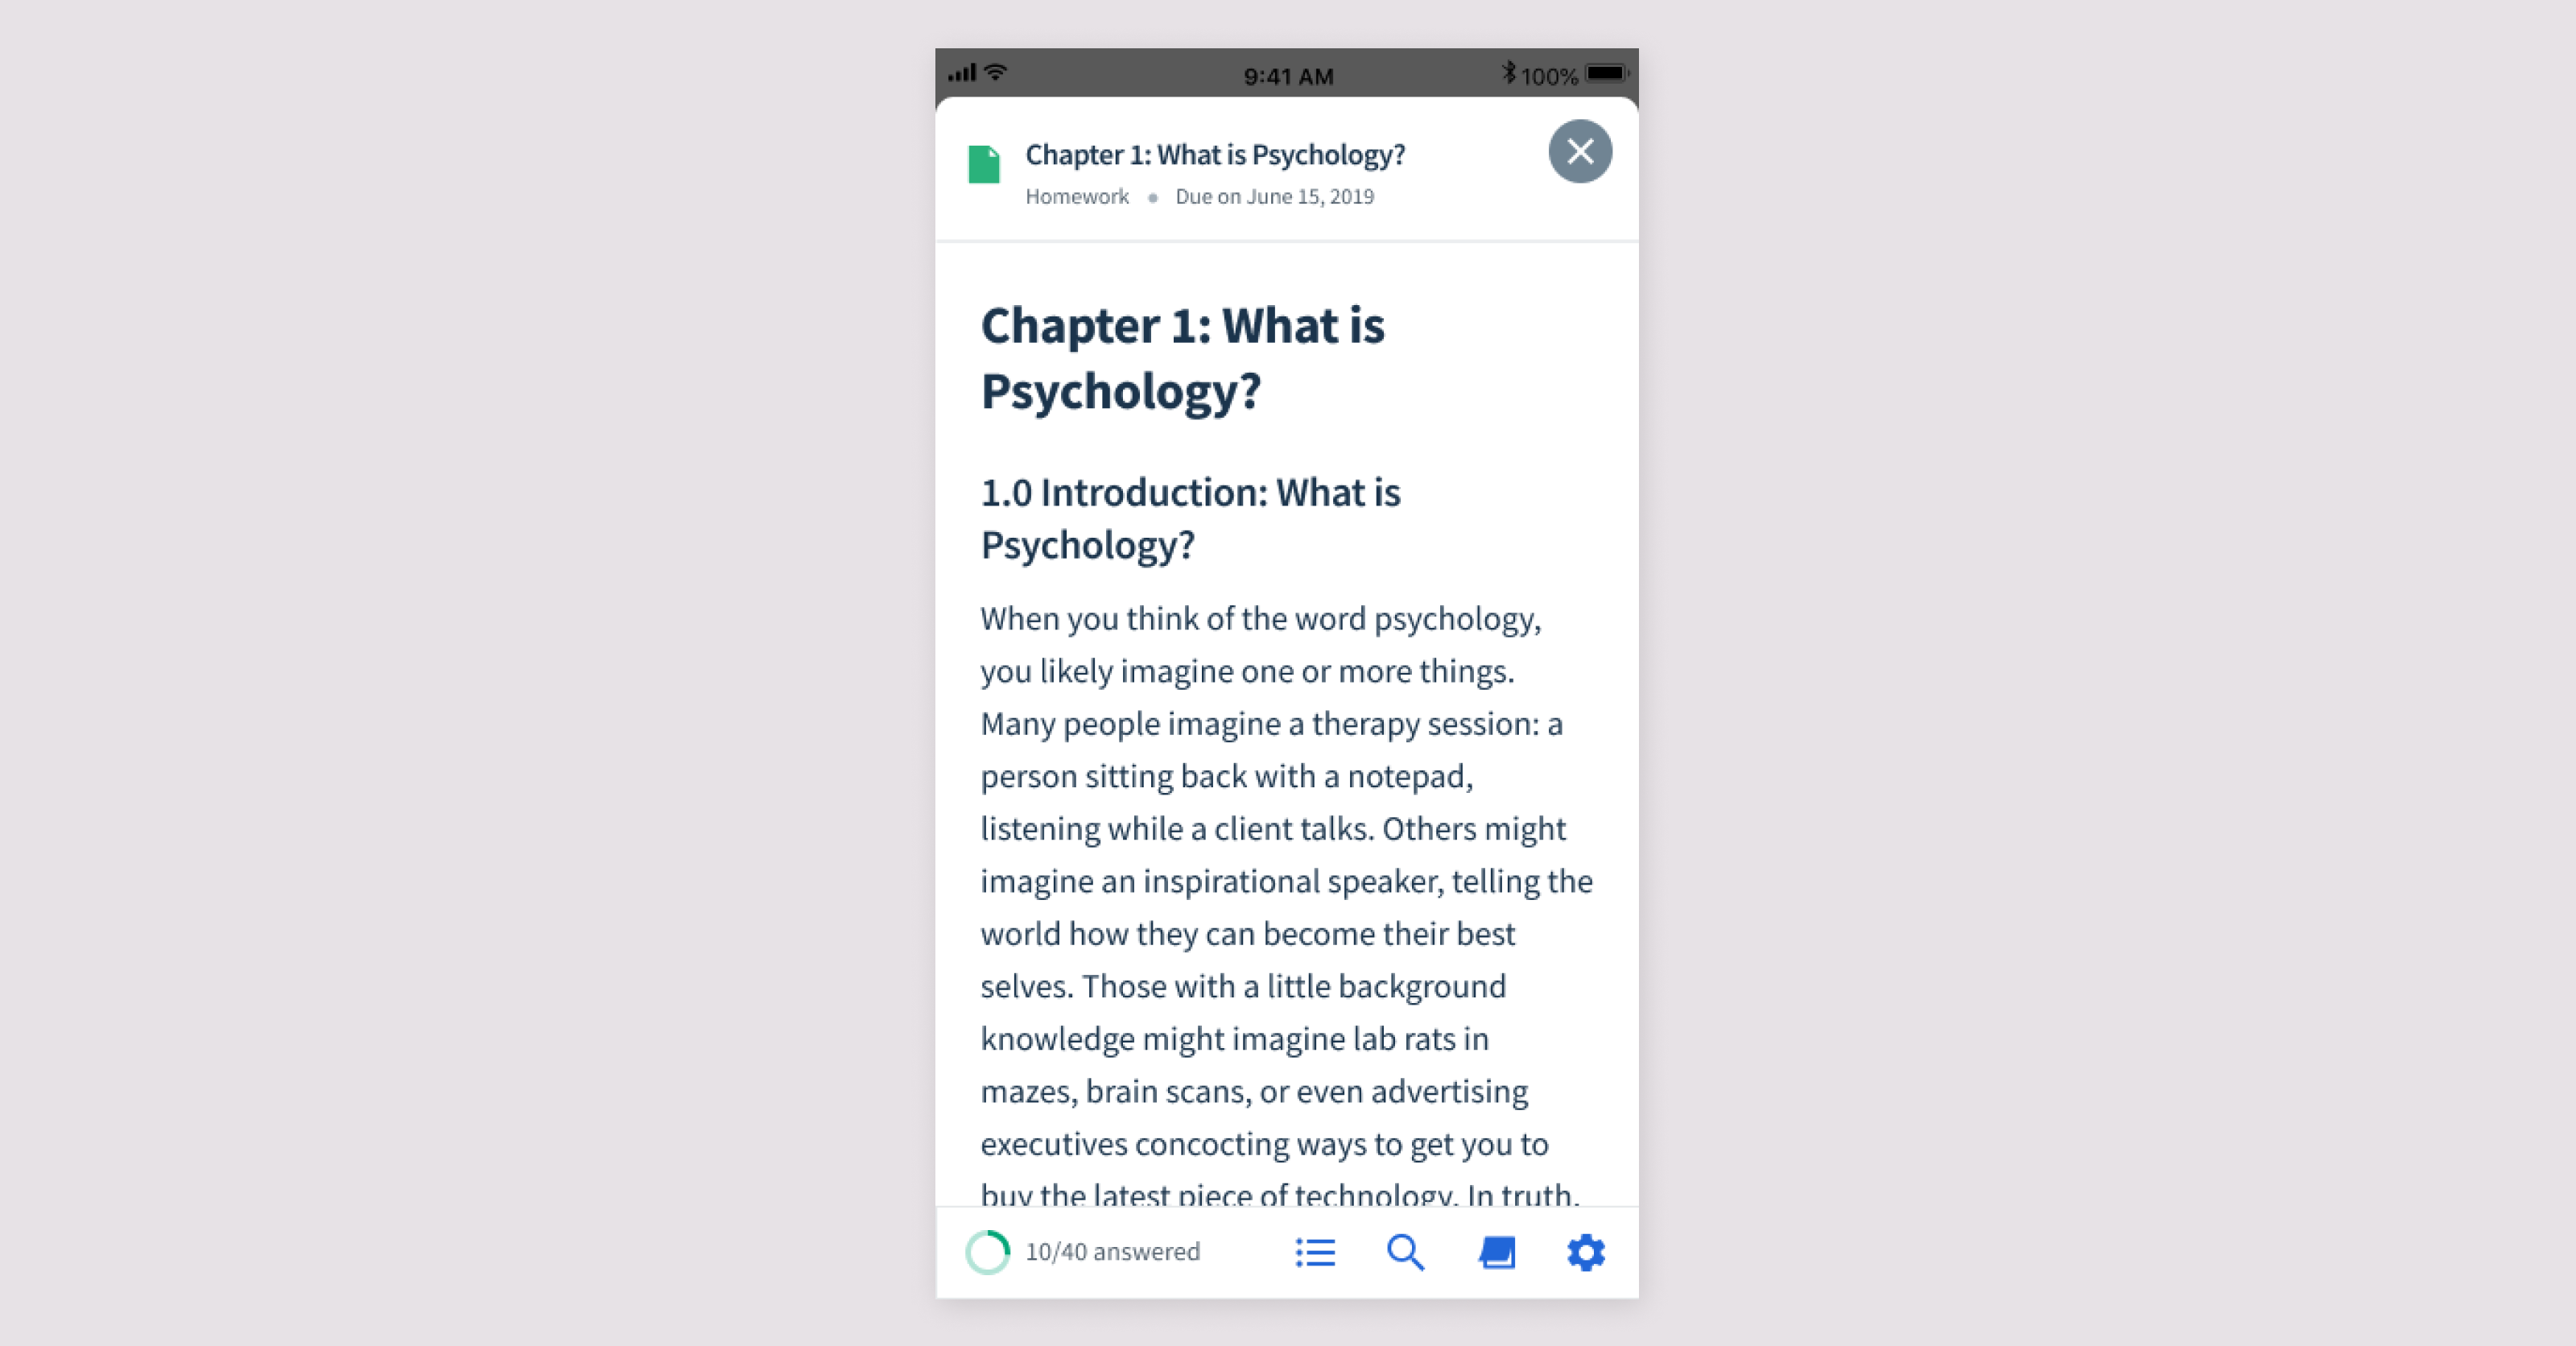 9:41 AM
100%
Chapter 1: What is Psychology?
Homework • Due on June 15, 2019
Chapter 1: What is
Psychology?
1.0 Introduction: What is
Psychology?
When you think of the word psychology,
you likely imagine one or more things.
Many people imagine a therapy session: a
person sitting back with a notepad,
listening while a client talks. Others might
imagine an inspirational speaker, telling the
world how they can become their best
selves. Those with a little background
knowledge might imagine lab rats in
mazes, brain scans, or even advertising
executives concocting ways to get you to
buy the latest piece of technology. In truth,
10/40 answered